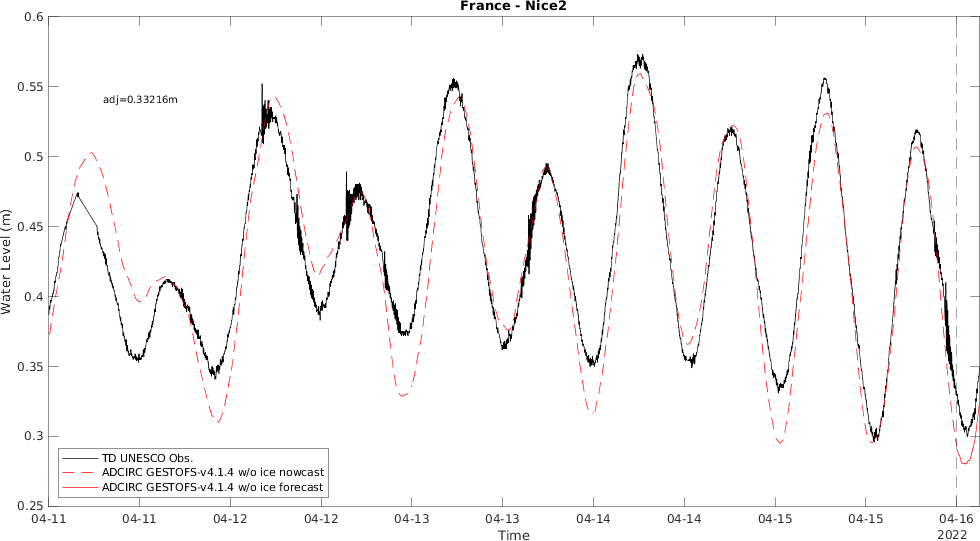 France - Nice2
0.6
0.55
0.5
0.45
0.4
0.35
0.3
0.25
Water Level (m)
adj=0.33216m
TD UNESCO Obs.
ADCIRC GESTOFS-v4.1.4 w/o ice nowcast
ADCIRC GESTOFS-v4.1.4 w/o ice forecast
04-11 04-11 04-12 04-12 04-13 04-13 04-14 04-14 04-15 04-15 04-16
2022
Time